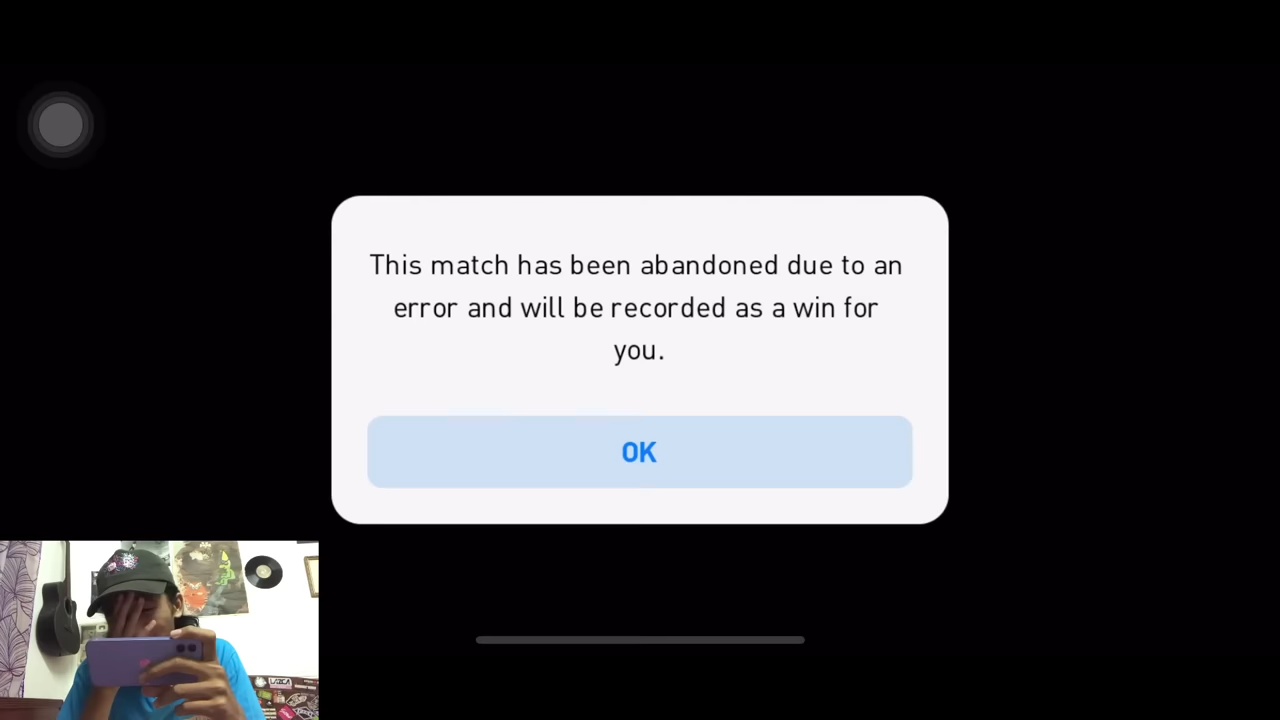 This match has been abandoned due to an
error and will be recorded as a win for
you.
OK